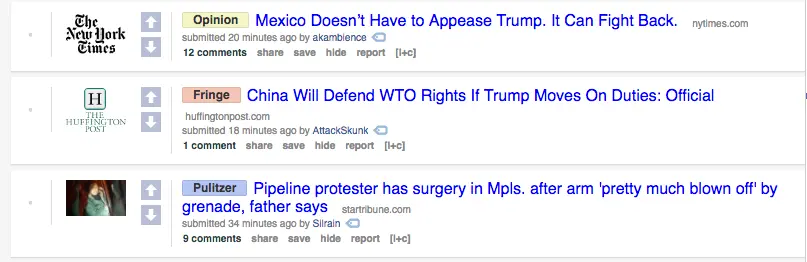 The
New York
Times
Opinion Mexico Doesn't Have to Appease Trump. It Can Fight Back. nytimes.com
submitted 20 minutes ago by akambience
12 comments share save hide report [l+c]
H
THE
HUFFINGTON
POST
Fringe China Will Defend WTO Rights If Trump Moves On Duties: Official
huffingtonpost.com
submitted 18 minutes ago by AttackSkunk
1 comment share save hide report [l+c]
Pulitzer Pipeline protester has surgery in Mpls. after arm 'pretty much blown off' by
grenade, father says startribune.com
submitted 34 minutes ago by Silrain
9 comments share save hide report [l+c]